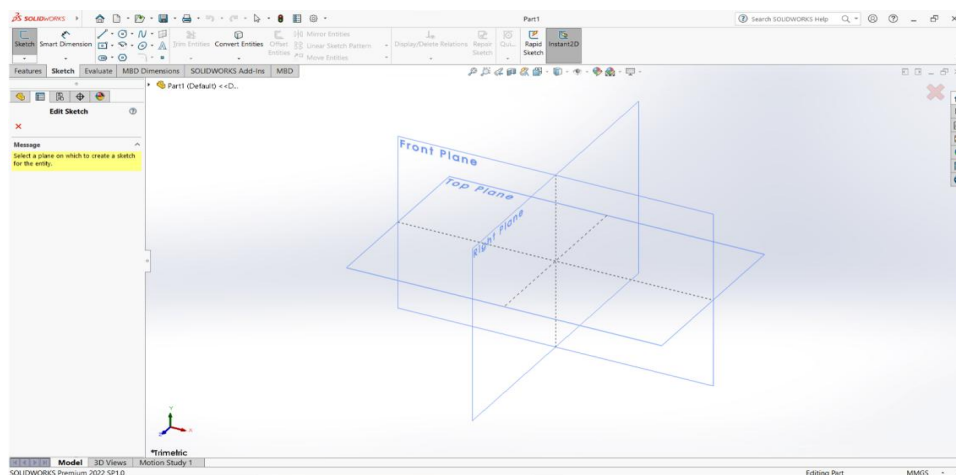 SOLIDWORKS
Part1
Search SOLIDWORKS Help
Sketch
Smart Dimension
Trim Entities
Convert Entities
Offset Entities
Mirror Entities
Linear Sketch Pattern
Move Entities
Display/Delete Relations
Repair Sketch
Qui...
Rapid Sketch
Instant2D
Features
Sketch
Evaluate
MBD Dimensions
SOLIDWORKS Add-Ins
MBD
Part1 (Default) <<D...
Edit Sketch
Message
Select a plane on which to create a sketch
for the entity.
Front Plane
Top Plane
Right Plane
*Trimetric
Model
3D Views
Motion Study 1
SOLIDWORKS Premium 2022 SP1.0
Editing Part
MMGS